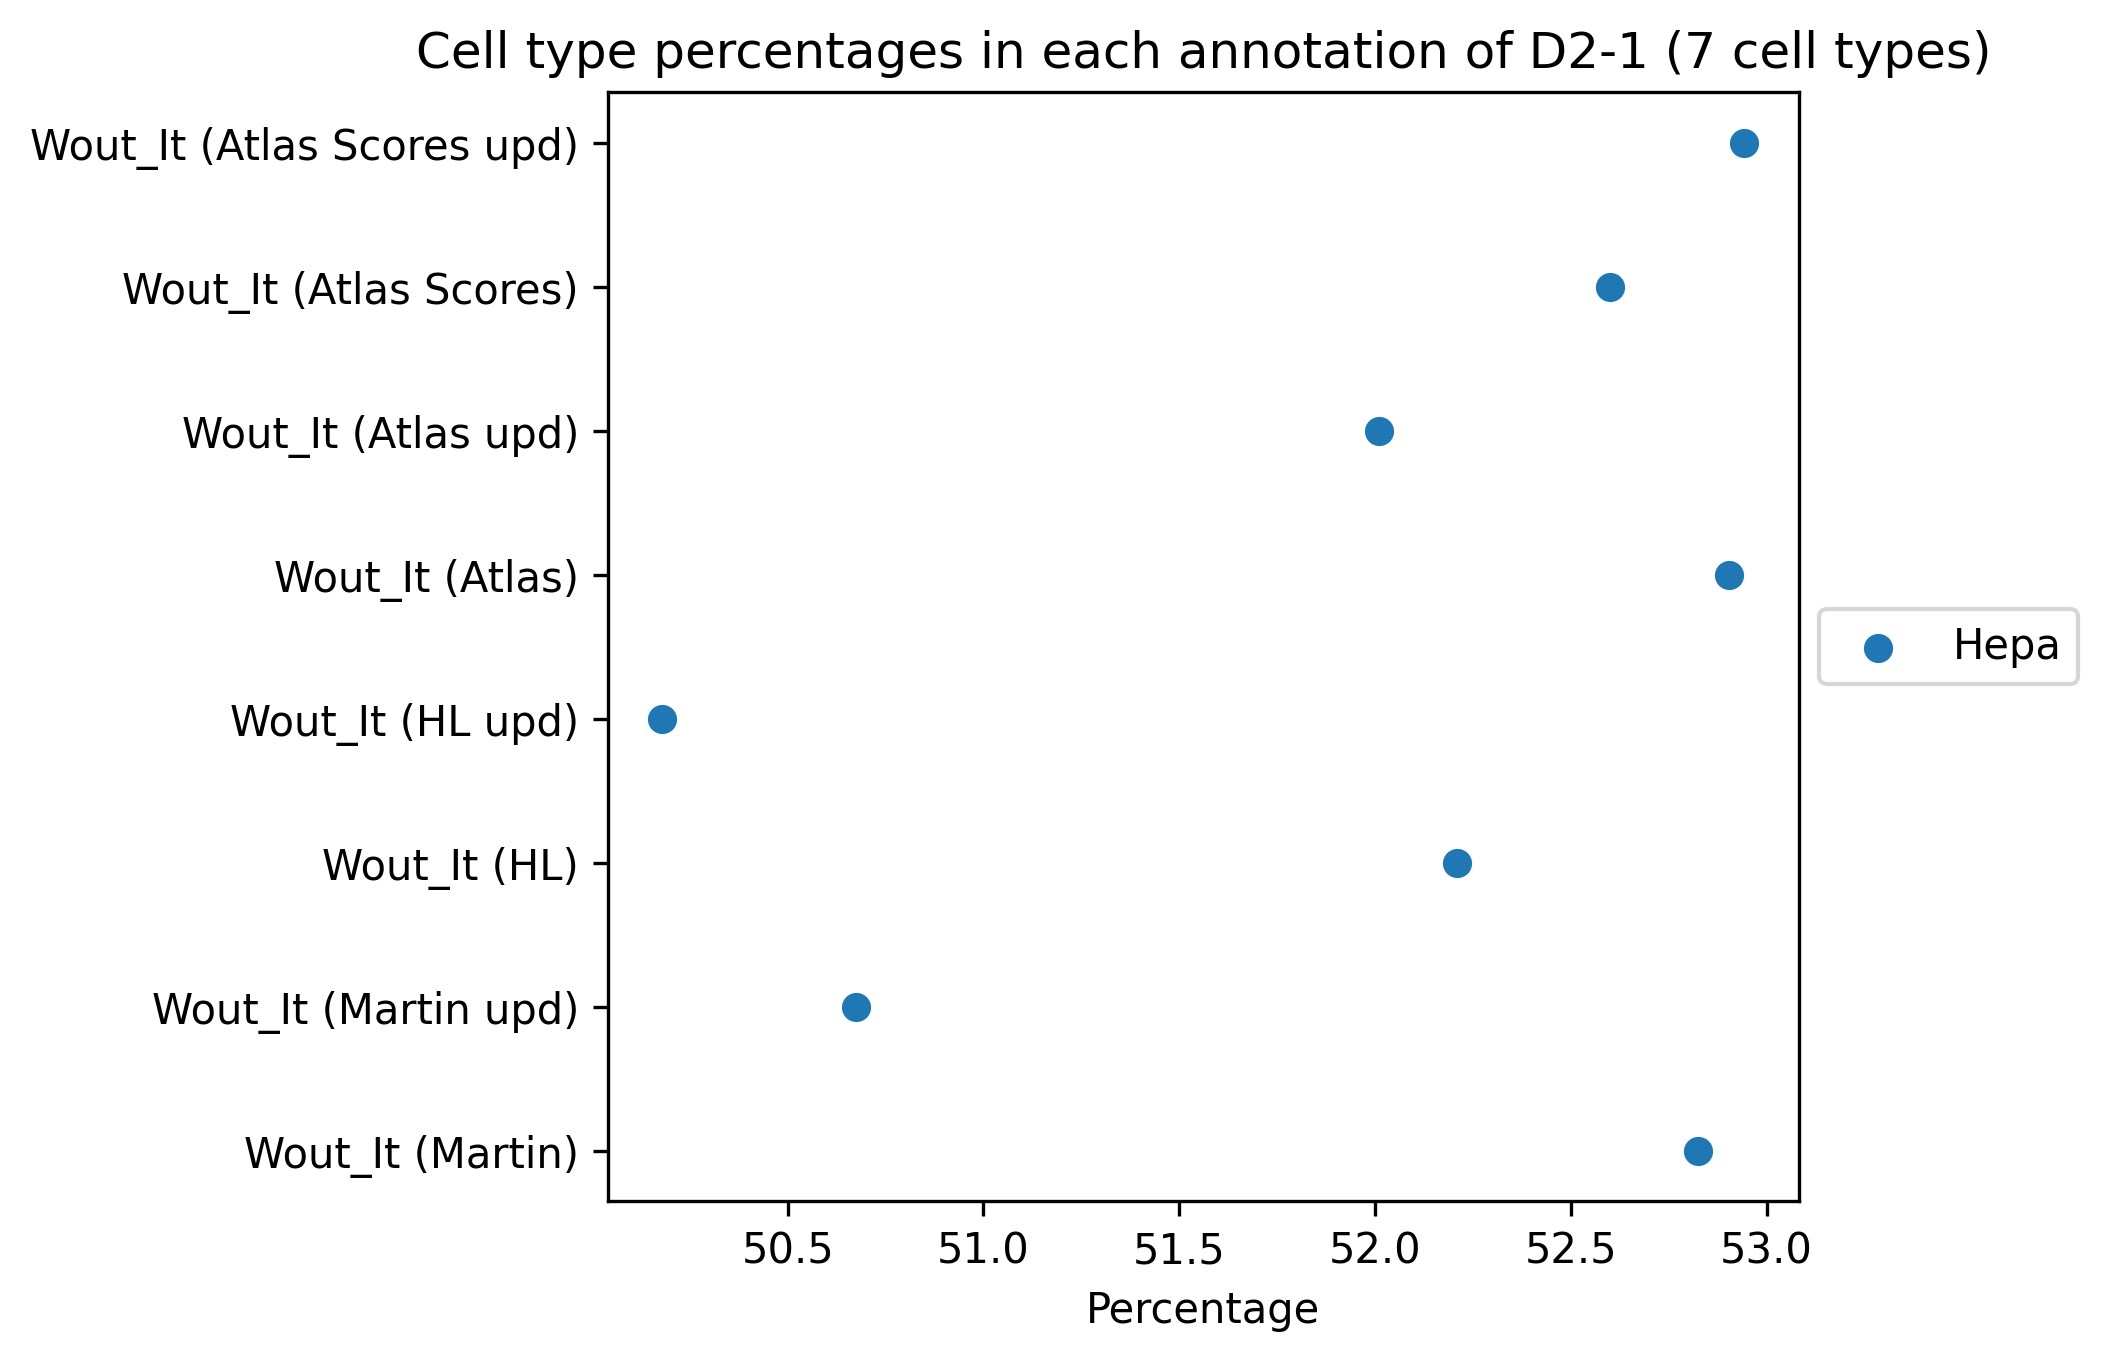 Cell type percentages in each annotation of D2-1 (7 cell types)
Wout_It (Atlas Scores upd)
Wout_It (Atlas Scores)
Wout_It (Atlas upd)
Wout_It (Atlas)
Hepa
Wout_It (HL upd)
Wout_It (HL)
Wout_It (Martin upd)
Wout_It (Martin)
50.5 51.0 51.5 52.0 52.5 53.0
Percentage